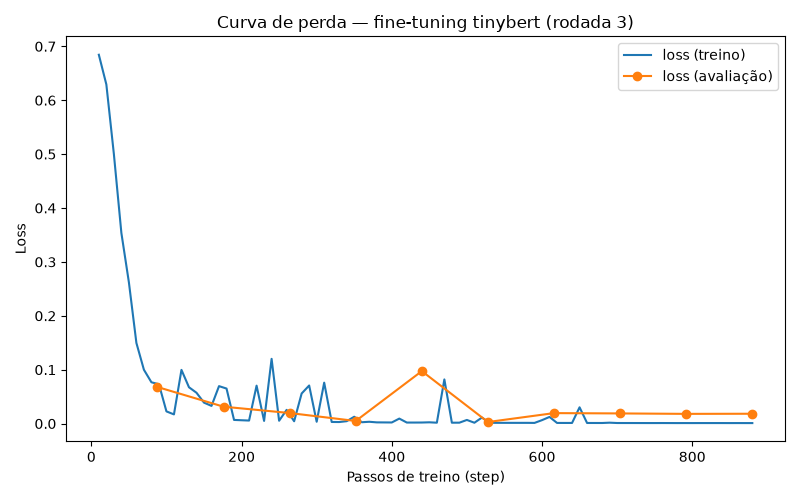 Curva de perda — fine-tuning tinybert (rodada 3)
loss (treino)
loss (avaliação)
0.7
0.6
0.5
0.4
0.3
0.2
0.1
0.0
Loss
0 200 400 600 800
Passos de treino (step)